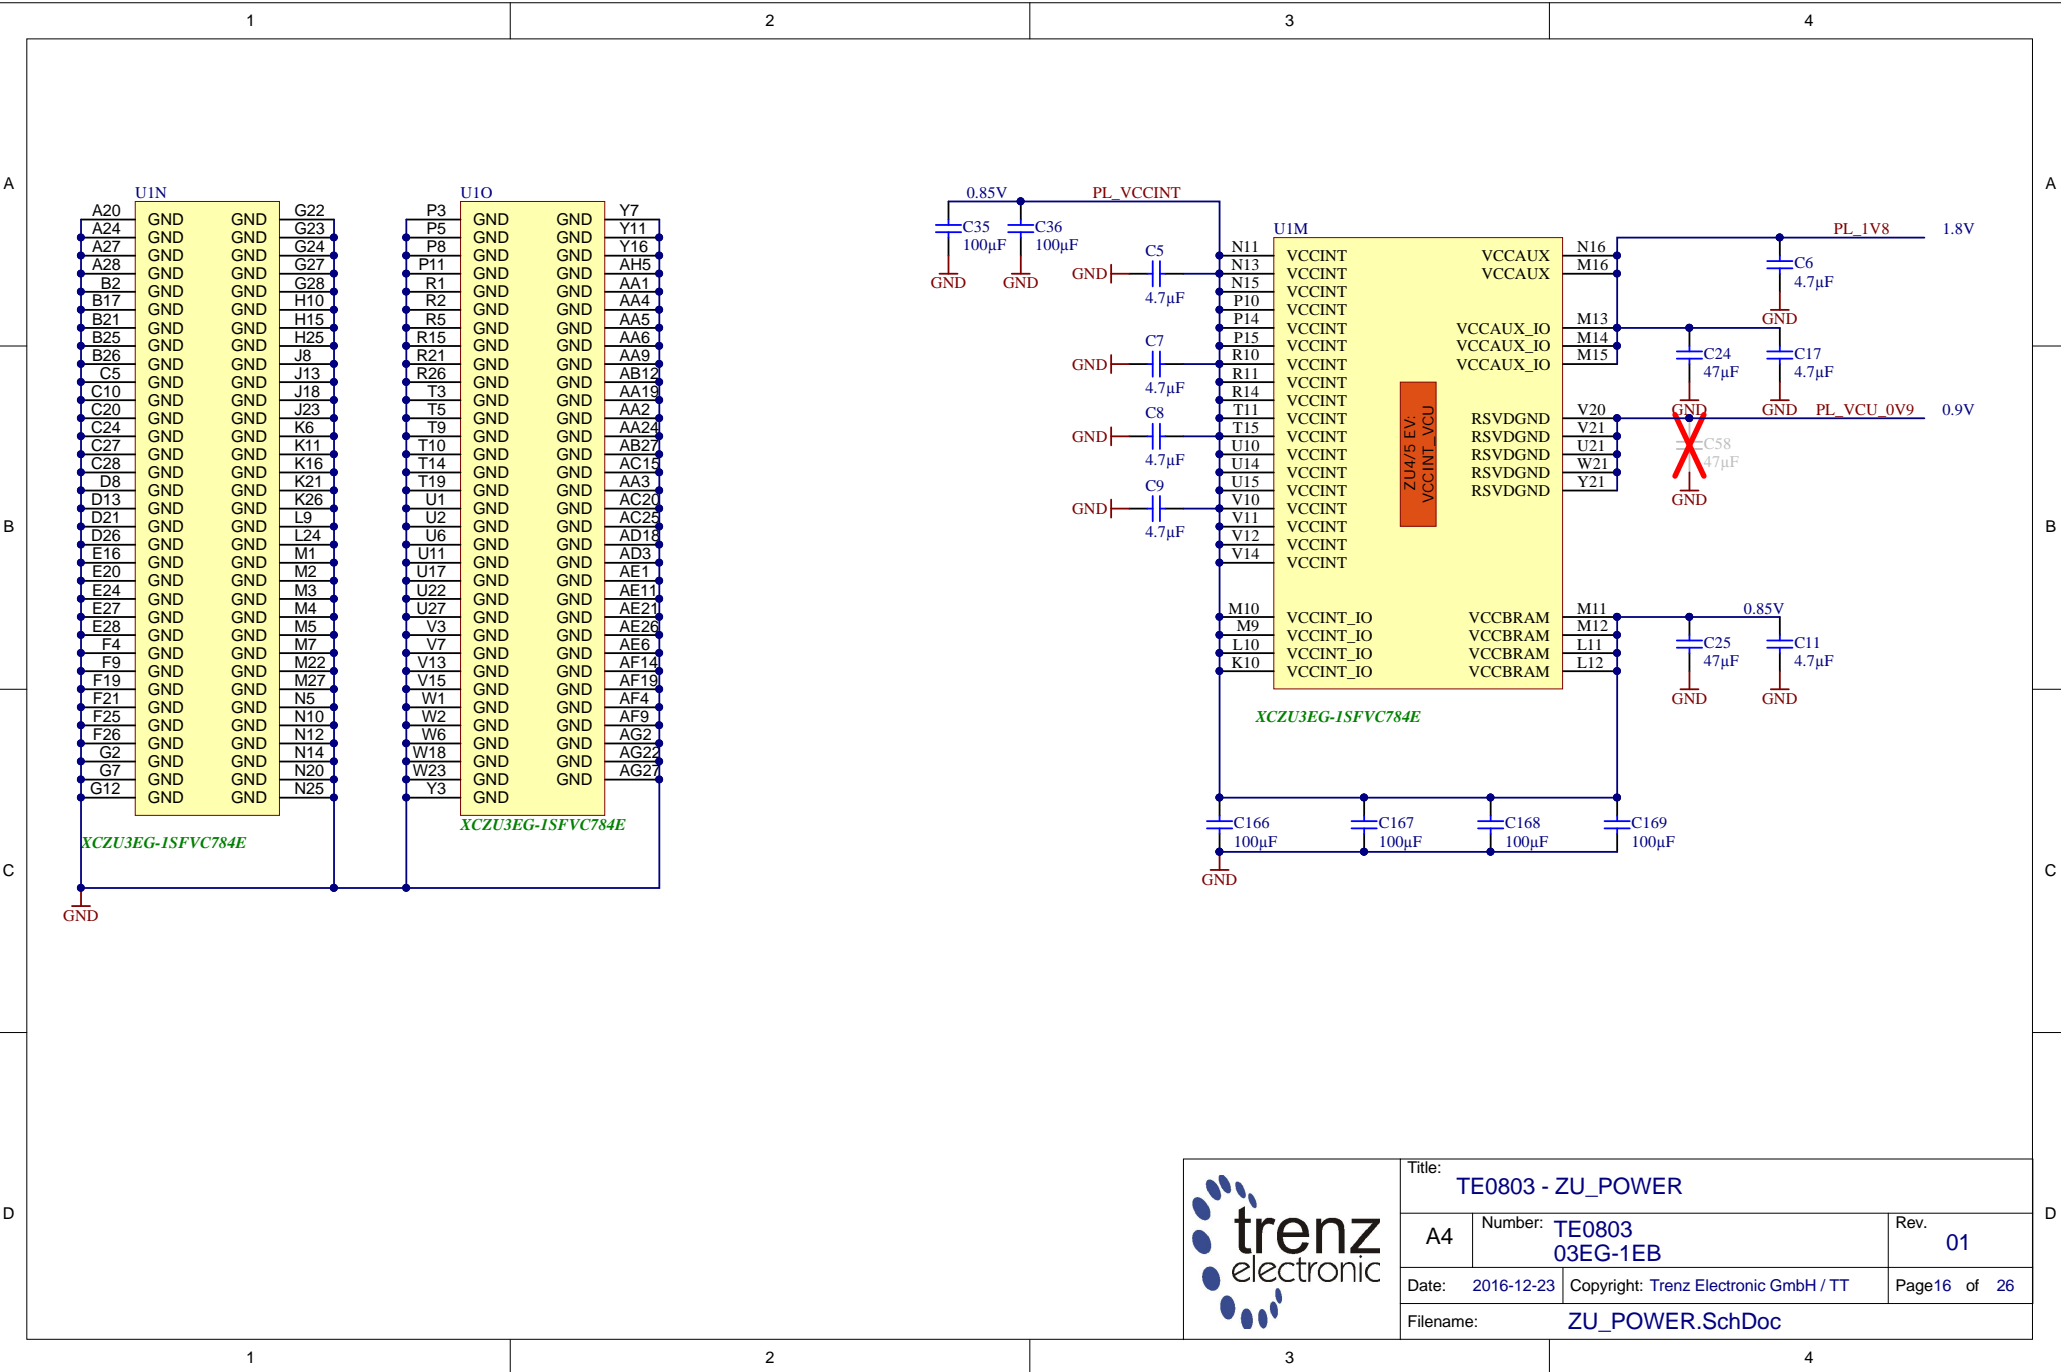 1 2 3 4
A A
B B
C C
D D
U1N
A20 GND GND G22
A24 GND GND G23
A27 GND GND G24
A28 GND GND G27
B2 GND GND G28
B17 GND GND H10
B21 GND GND H15
B25 GND GND H25
B26 GND GND J8
C5 GND GND J13
C10 GND GND J18
C20 GND GND J23
C24 GND GND K6
C27 GND GND K11
C28 GND GND K16
D8 GND GND K21
D13 GND GND K26
D21 GND GND L9
D26 GND GND L24
E16 GND GND M1
E20 GND GND M2
E24 GND GND M3
E27 GND GND M4
E28 GND GND M5
F4 GND GND M7
F9 GND GND M22
F19 GND GND M27
F21 GND GND N5
F25 GND GND N10
F26 GND GND N12
G2 GND GND N14
G7 GND GND N20
G12 GND GND N25
XCZU3EG-1SFVC784E
GND
U1O
P3 GND GND Y7
P5 GND GND Y11
P8 GND GND Y16
P11 GND GND AH5
R1 GND GND AA1
R2 GND GND AA4
R5 GND GND AA5
R15 GND GND AA6
R21 GND GND AA9
R26 GND GND AB12
T3 GND GND AA19
T5 GND GND AA2
T9 GND GND AA24
T10 GND GND AB27
T14 GND GND AC15
T19 GND GND AA3
U1 GND GND AC20
U2 GND GND AC25
U6 GND GND AD18
U11 GND GND AD3
U17 GND GND AE1
U22 GND GND AE11
U27 GND GND AE21
V3 GND GND AE26
V7 GND GND AE6
V13 GND GND AF14
V15 GND GND AF19
W1 GND GND AF4
W2 GND GND AF9
W6 GND GND AG2
W18 GND GND AG22
W23 GND GND AG27
Y3 GND
XCZU3EG-1SFVC784E
0.85V PL_VCCINT
C35 100µF GND
C36 100µF GND
GND C5 4.7µF
GND C7 4.7µF
GND C8 4.7µF
GND C9 4.7µF
U1M
N11 VCCINT
N13 VCCINT
N15 VCCINT
P10 VCCINT
P14 VCCINT
P15 VCCINT
R10 VCCINT
R11 VCCINT
R14 VCCINT
T11 VCCINT
T15 VCCINT
U10 VCCINT
U14 VCCINT
U15 VCCINT
V10 VCCINT
V11 VCCINT
V12 VCCINT
V14 VCCINT
M10 VCCINT_IO
M9 VCCINT_IO
L10 VCCINT_IO
K10 VCCINT_IO
ZU4/5 EV:
VCCINT_VCU
VCCAUX N16
VCCAUX M16
VCCAUX_IO M13
VCCAUX_IO M14
VCCAUX_IO M15
RSVDGND V20
RSVDGND V21
RSVDGND U21
RSVDGND W21
RSVDGND Y21
VCCBRAM M11
VCCBRAM M12
VCCBRAM L11
VCCBRAM L12
XCZU3EG-1SFVC784E
PL_1V8 1.8V
C6 4.7µF GND
C24 47µF GND
C17 4.7µF GND
PL_VCU_0V9 0.9V
C58 47µF GND
0.85V
C25 47µF GND
C11 4.7µF GND
C166 100µF
C167 100µF
C168 100µF
C169 100µF
GND
trenz
electronic
Title:
TE0803 - ZU_POWER
A4
Number: TE0803
03EG-1EB
Rev.
01
Date: 2016-12-23
Copyright: Trenz Electronic GmbH / TT
Page16 of 26
Filename: ZU_POWER.SchDoc
1 2 3 4